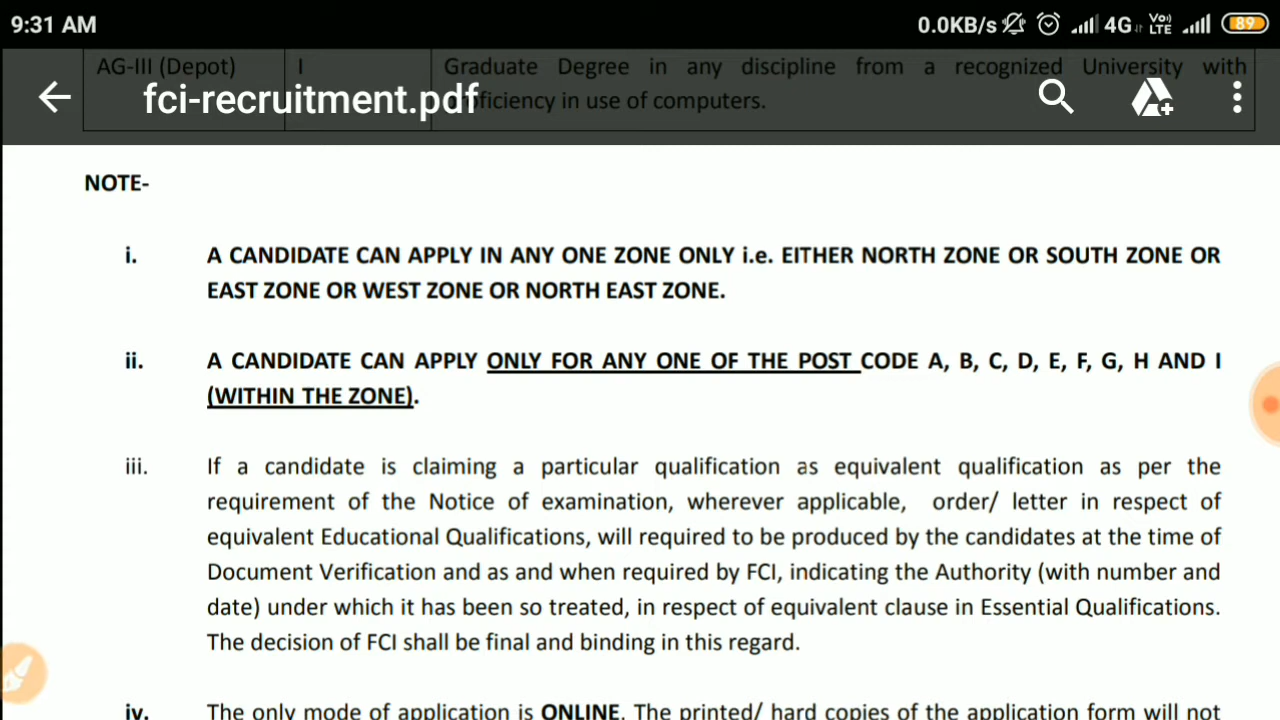 9:31 AM 0.0KB/s 4G Vo) LTE 89
AG-III (Depot) I Graduate Degree in any discipline from a recognized University with
fci-recruitment.pdf
in use of computers.
NOTE-
i. A CANDIDATE CAN APPLY IN ANY ONE ZONE ONLY i.e. EITHER NORTH ZONE OR SOUTH ZONE OR
EAST ZONE OR WEST ZONE OR NORTH EAST ZONE.
ii. A CANDIDATE CAN APPLY ONLY FOR ANY ONE OF THE POST CODE A, B, C, D, E, F, G, H AND I
(WITHIN THE ZONE).
iii. If a candidate is claiming a particular qualification as equivalent qualification as per the
requirement of the Notice of examination, wherever applicable, order/ letter in respect of
equivalent Educational Qualifications, will required to be produced by the candidates at the time of
Document Verification and as and when required by FCI, indicating the Authority (with number and
date) under which it has been so treated, in respect of equivalent clause in Essential Qualifications.
The decision of FCI shall be final and binding in this regard.
iv. The only mode of application is ONLINE. The printed/ hard copies of the application form will not